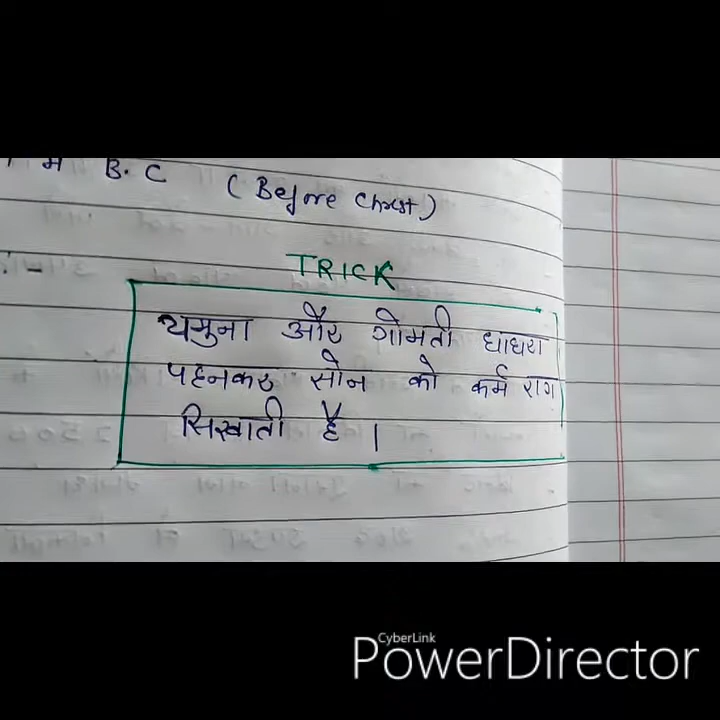 में B.C (Before Christ)
TRICK
यमुना और गोमती घाघरा
पहनकर सोन को कर्म राग
सिखाती है ।
CyberLink
PowerDirector